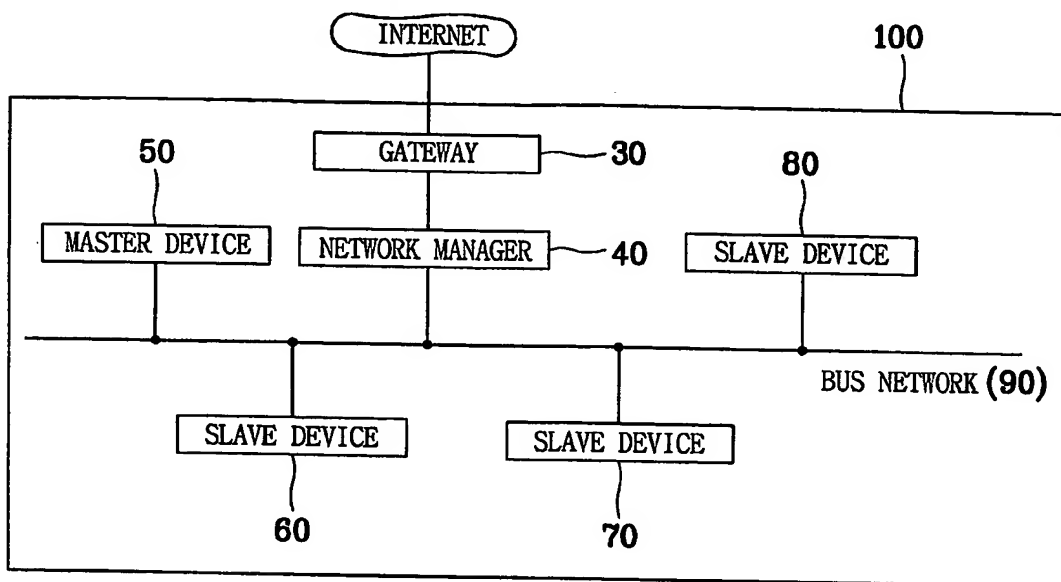 INTERNET
100
GATEWAY
30
50
80
MASTER DEVICE
NETWORK MANAGER
40
SLAVE DEVICE
BUS NETWORK (90)
SLAVE DEVICE
SLAVE DEVICE
60
70